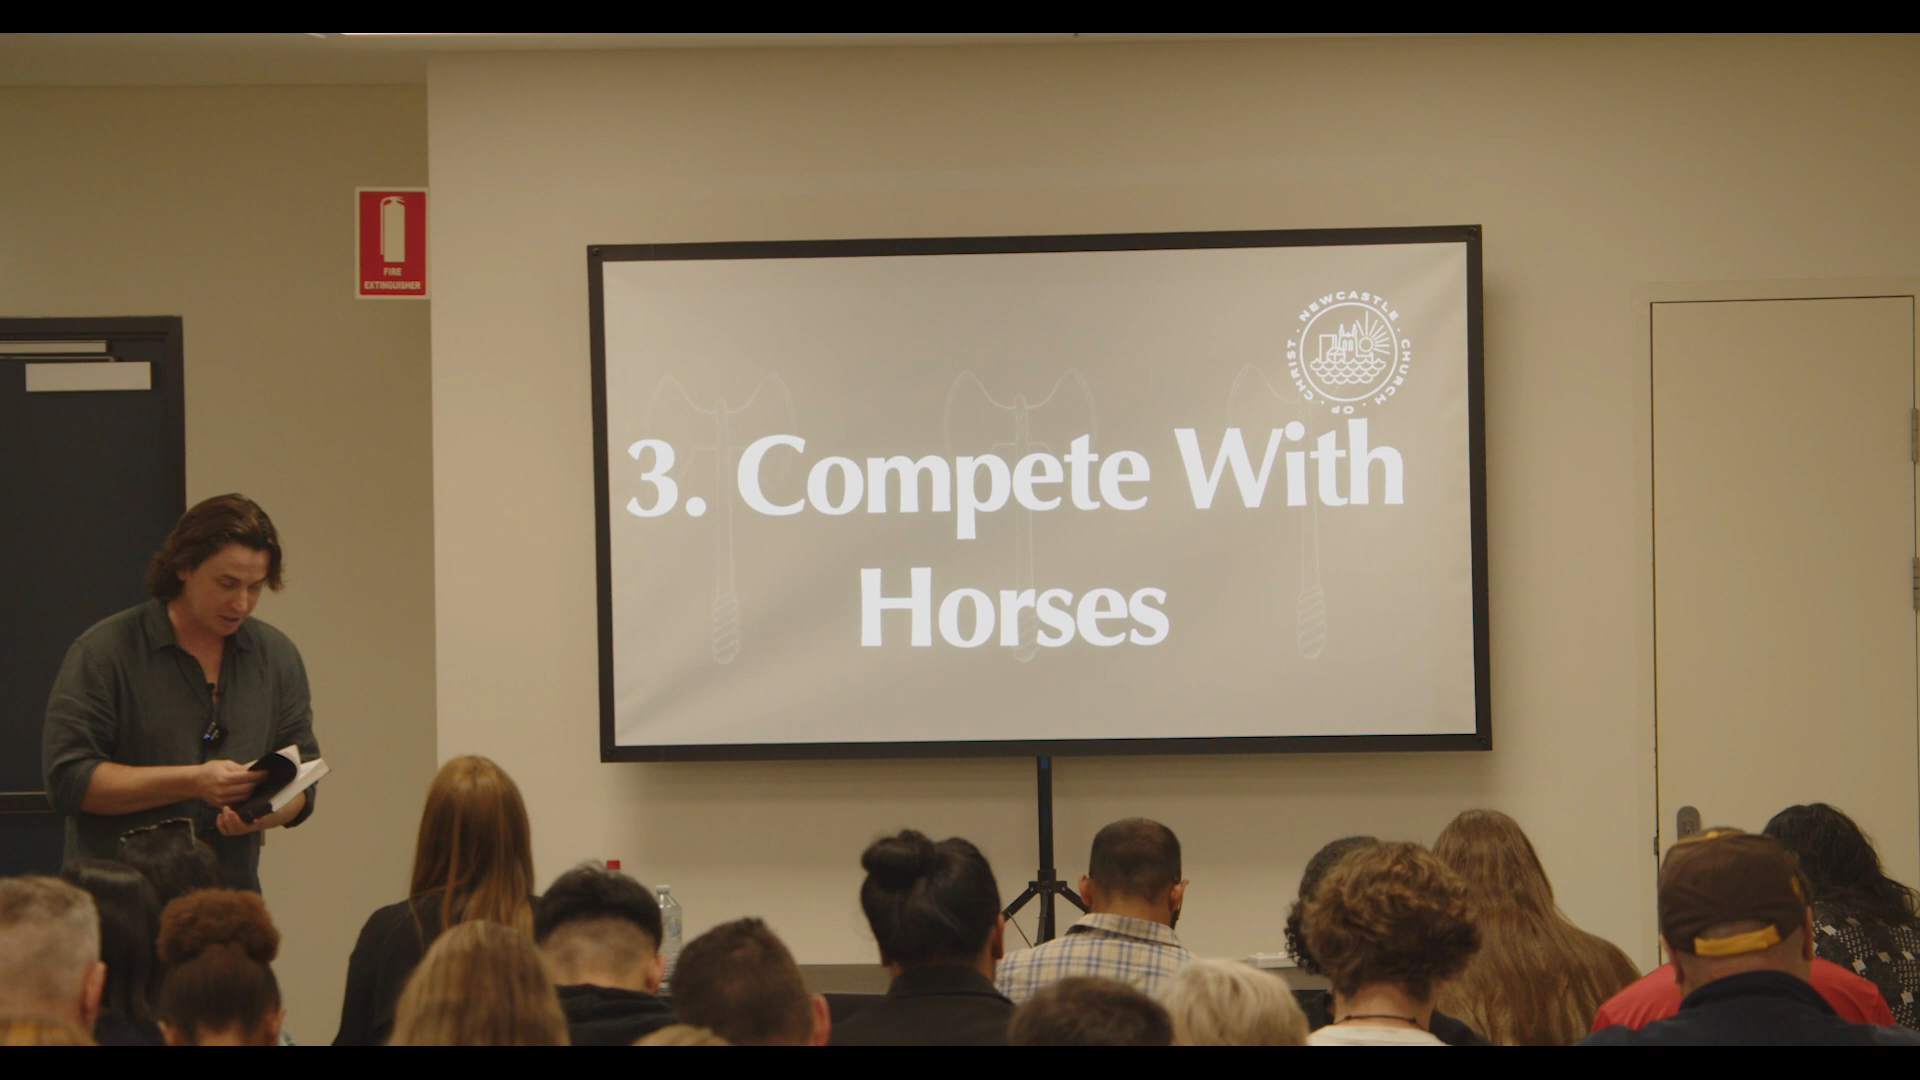 FIRE
EXTINGUISHER
NEWCASTLE · CHURCH · OF · CHRIST ·
3. Compete With
Horses